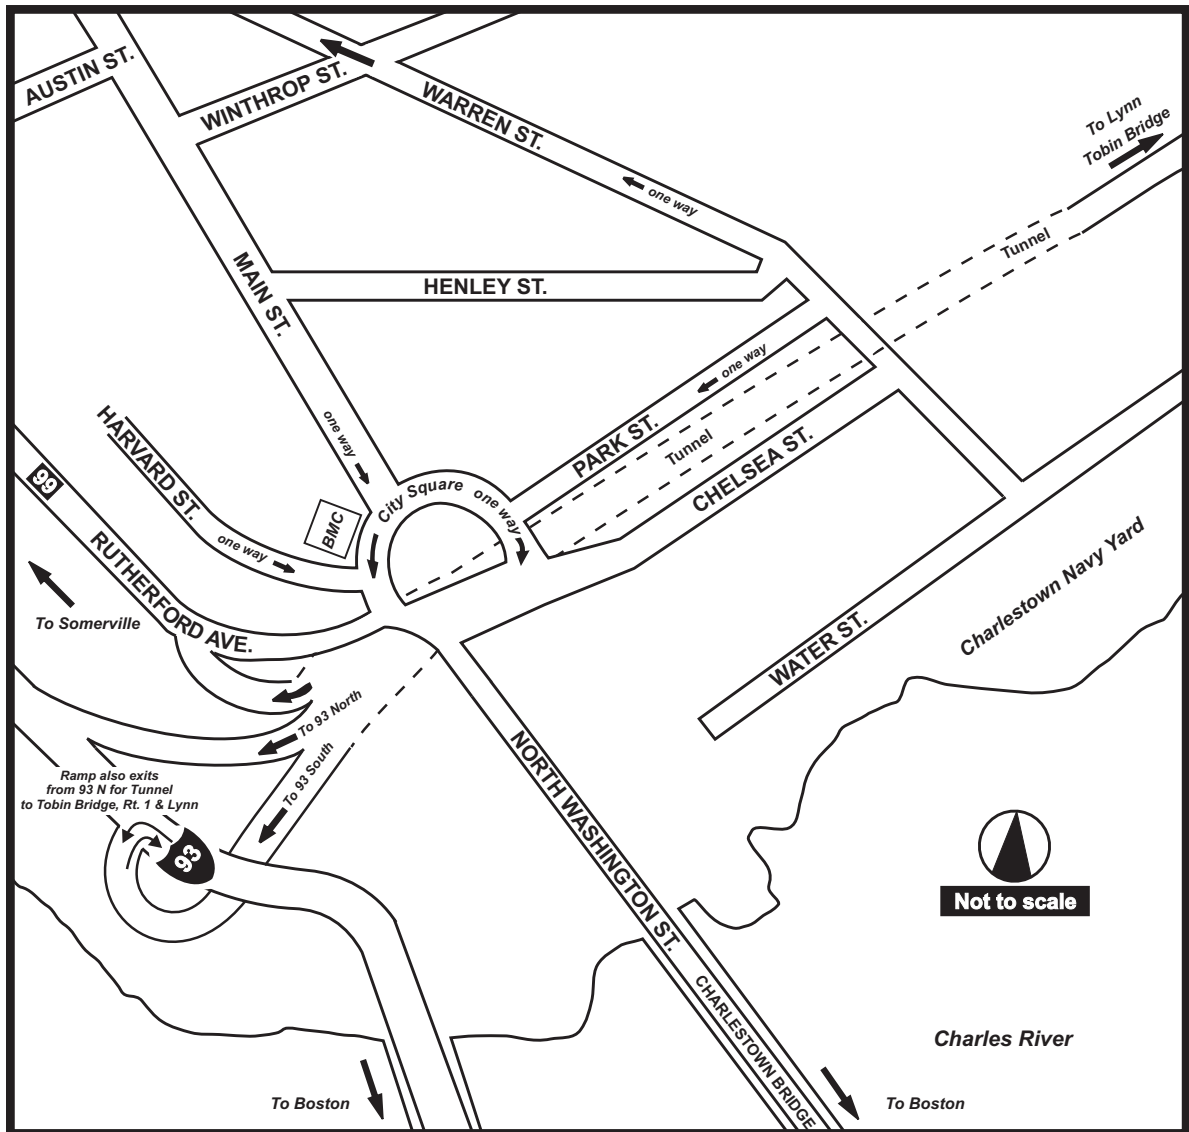 AUSTIN ST.
WINTHROP ST.
WARREN ST.
To Lynn
Tobin Bridge
one way
Tunnel
MAIN ST.
HENLEY ST.
one way
PARK ST.
Tunnel
CHELSEA ST.
one way
HARVARD ST.
99
City Square
one way
BMC
one way
RUTHERFORD AVE.
To Somerville
Charlestown Navy Yard
WATER ST.
To 93 North
To 93 South
Ramp also exits
from 93 N for Tunnel
to Tobin Bridge, Rt. 1 & Lynn
93
NORTH WASHINGTON ST.
Not to scale
CHARLESTOWN BRIDGE
Charles River
To Boston
To Boston